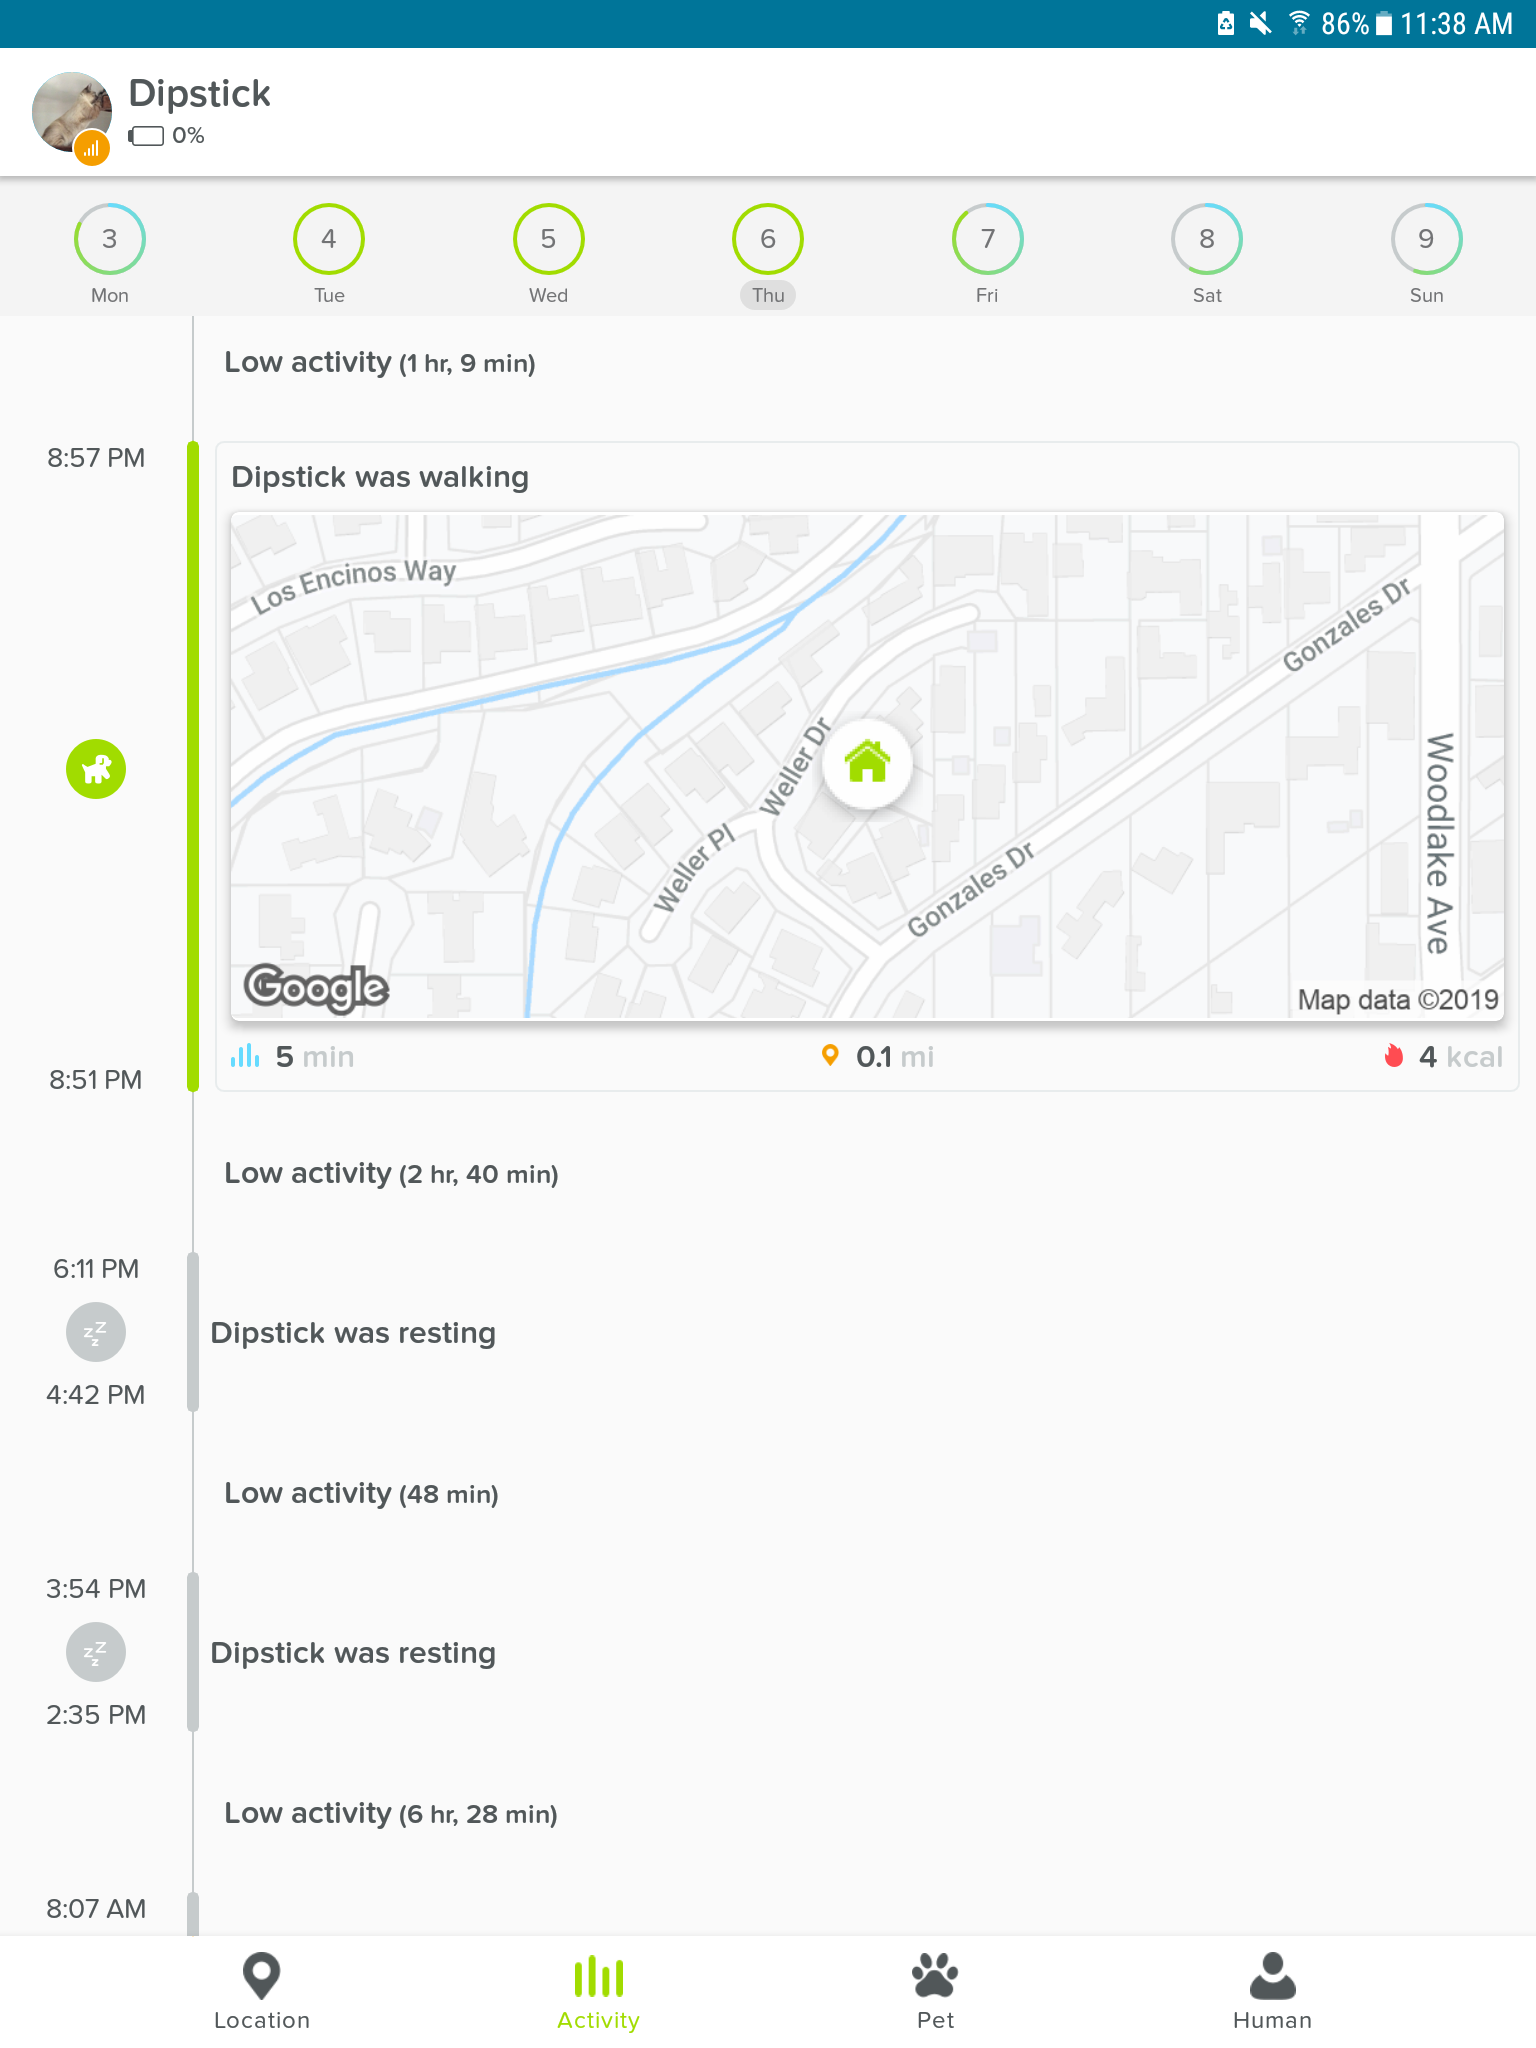 86% 11:38 AM
Dipstick
0%
3 4 5 6 7 8 9
Mon Tue Wed Thu Fri Sat Sun
Low activity (1 hr, 9 min)
8:57 PM
Dipstick was walking
Los Encinos Way
Gonzales Dr
Weller Dr
Woodlake Ave
Weller Pl
Gonzales Dr
Google
Map data ©2019
5 min 0.1 mi 4 kcal
8:51 PM
Low activity (2 hr, 40 min)
6:11 PM
zZz
Dipstick was resting
4:42 PM
Low activity (48 min)
3:54 PM
zZz
Dipstick was resting
2:35 PM
Low activity (6 hr, 28 min)
8:07 AM
Location Activity Pet Human